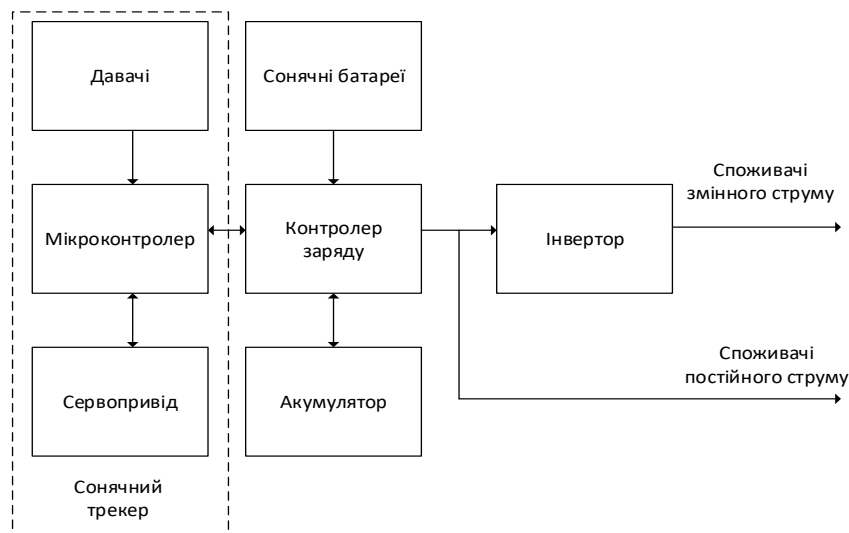 Давачі
Сонячні батареї
Споживачі
змінного струму
Мікроконтролер
Контролер
заряду
Інвертор
Споживачі
постійного струму
Сервопривід
Акумулятор
Сонячний
трекер